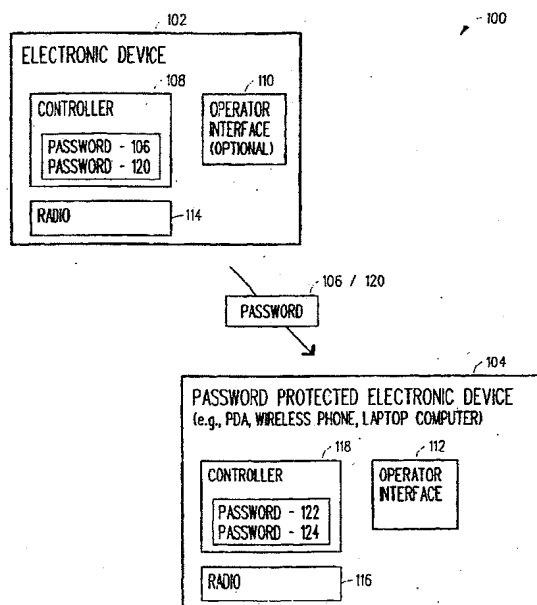 102
100
ELECTRONIC DEVICE
108
110
CONTROLLER
PASSWORD - 106
PASSWORD - 120
OPERATOR
INTERFACE
(OPTIONAL)
RADIO
114
106 / 120
PASSWORD
104
PASSWORD PROTECTED ELECTRONIC DEVICE
(e.g., PDA, WIRELESS PHONE, LAPTOP COMPUTER)
118
112
CONTROLLER
PASSWORD - 122
PASSWORD - 124
OPERATOR
INTERFACE
RADIO
116